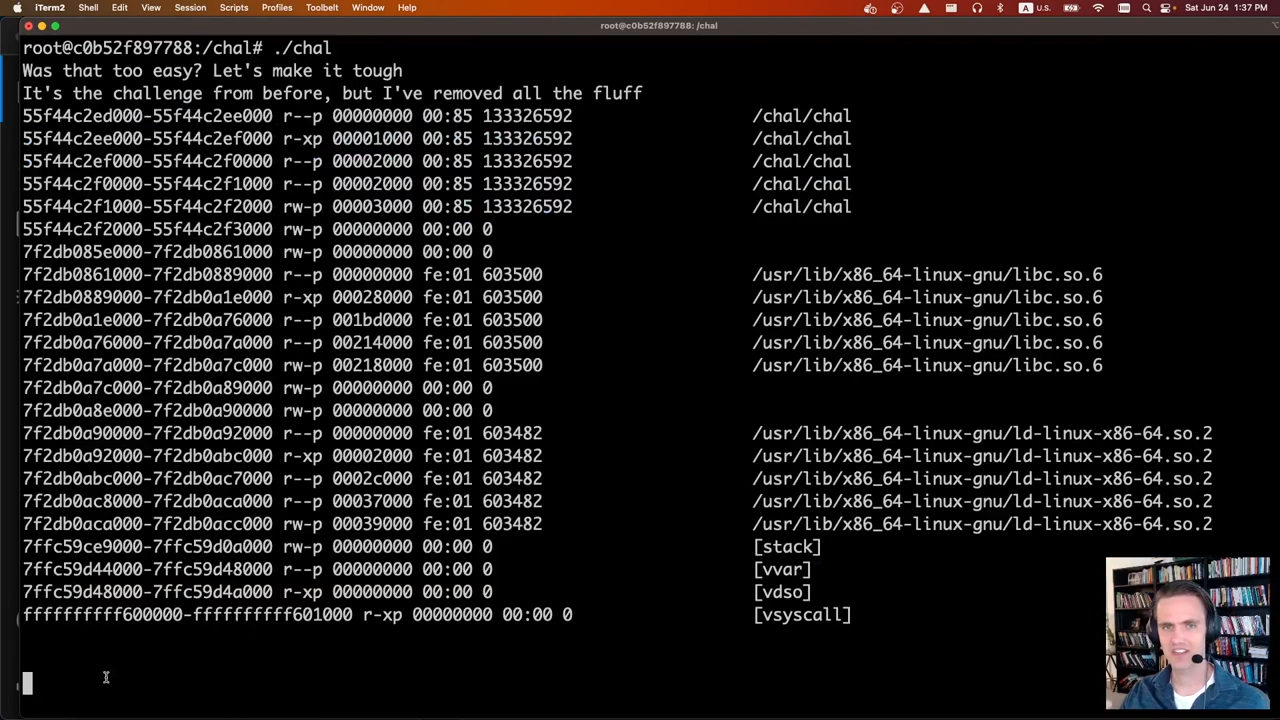 iTerm2 Shell Edit View Session Scripts Profiles Toolbelt Window Help
A U.S. Sat Jun 24 1:37 PM
root@c0b52f897788: /chal
root@c0b52f897788:/chal# ./chal
Was that too easy? Let's make it tough
It's the challenge from before, but I've removed all the fluff
55f44c2ed000-55f44c2ee000 r--p 00000000 00:85 133326592 /chal/chal
55f44c2ee000-55f44c2ef000 r-xp 00001000 00:85 133326592 /chal/chal
55f44c2ef000-55f44c2f0000 r--p 00002000 00:85 133326592 /chal/chal
55f44c2f0000-55f44c2f1000 r--p 00002000 00:85 133326592 /chal/chal
55f44c2f1000-55f44c2f2000 rw-p 00003000 00:85 133326592 /chal/chal
55f44c2f2000-55f44c2f3000 rw-p 00000000 00:00 0
7f2db085e000-7f2db0861000 rw-p 00000000 00:00 0
7f2db0861000-7f2db0889000 r--p 00000000 fe:01 603500 /usr/lib/x86_64-linux-gnu/libc.so.6
7f2db0889000-7f2db0a1e000 r-xp 00028000 fe:01 603500 /usr/lib/x86_64-linux-gnu/libc.so.6
7f2db0a1e000-7f2db0a76000 r--p 001bd000 fe:01 603500 /usr/lib/x86_64-linux-gnu/libc.so.6
7f2db0a76000-7f2db0a7a000 r--p 00214000 fe:01 603500 /usr/lib/x86_64-linux-gnu/libc.so.6
7f2db0a7a000-7f2db0a7c000 rw-p 00218000 fe:01 603500 /usr/lib/x86_64-linux-gnu/libc.so.6
7f2db0a7c000-7f2db0a89000 rw-p 00000000 00:00 0
7f2db0a8e000-7f2db0a90000 rw-p 00000000 00:00 0
7f2db0a90000-7f2db0a92000 r--p 00000000 fe:01 603482 /usr/lib/x86_64-linux-gnu/ld-linux-x86-64.so.2
7f2db0a92000-7f2db0abc000 r-xp 00002000 fe:01 603482 /usr/lib/x86_64-linux-gnu/ld-linux-x86-64.so.2
7f2db0abc000-7f2db0ac7000 r--p 0002c000 fe:01 603482 /usr/lib/x86_64-linux-gnu/ld-linux-x86-64.so.2
7f2db0ac8000-7f2db0aca000 r--p 00037000 fe:01 603482 /usr/lib/x86_64-linux-gnu/ld-linux-x86-64.so.2
7f2db0aca000-7f2db0acc000 rw-p 00039000 fe:01 603482 /usr/lib/x86_64-linux-gnu/ld-linux-x86-64.so.2
7ffc59ce9000-7ffc59d0a000 rw-p 00000000 00:00 0 [stack]
7ffc59d44000-7ffc59d48000 r--p 00000000 00:00 0 [vvar]
7ffc59d48000-7ffc59d4a000 r-xp 00000000 00:00 0 [vdso]
ffffffffff600000-ffffffffff601000 r-xp 00000000 00:00 0 [vsyscall]